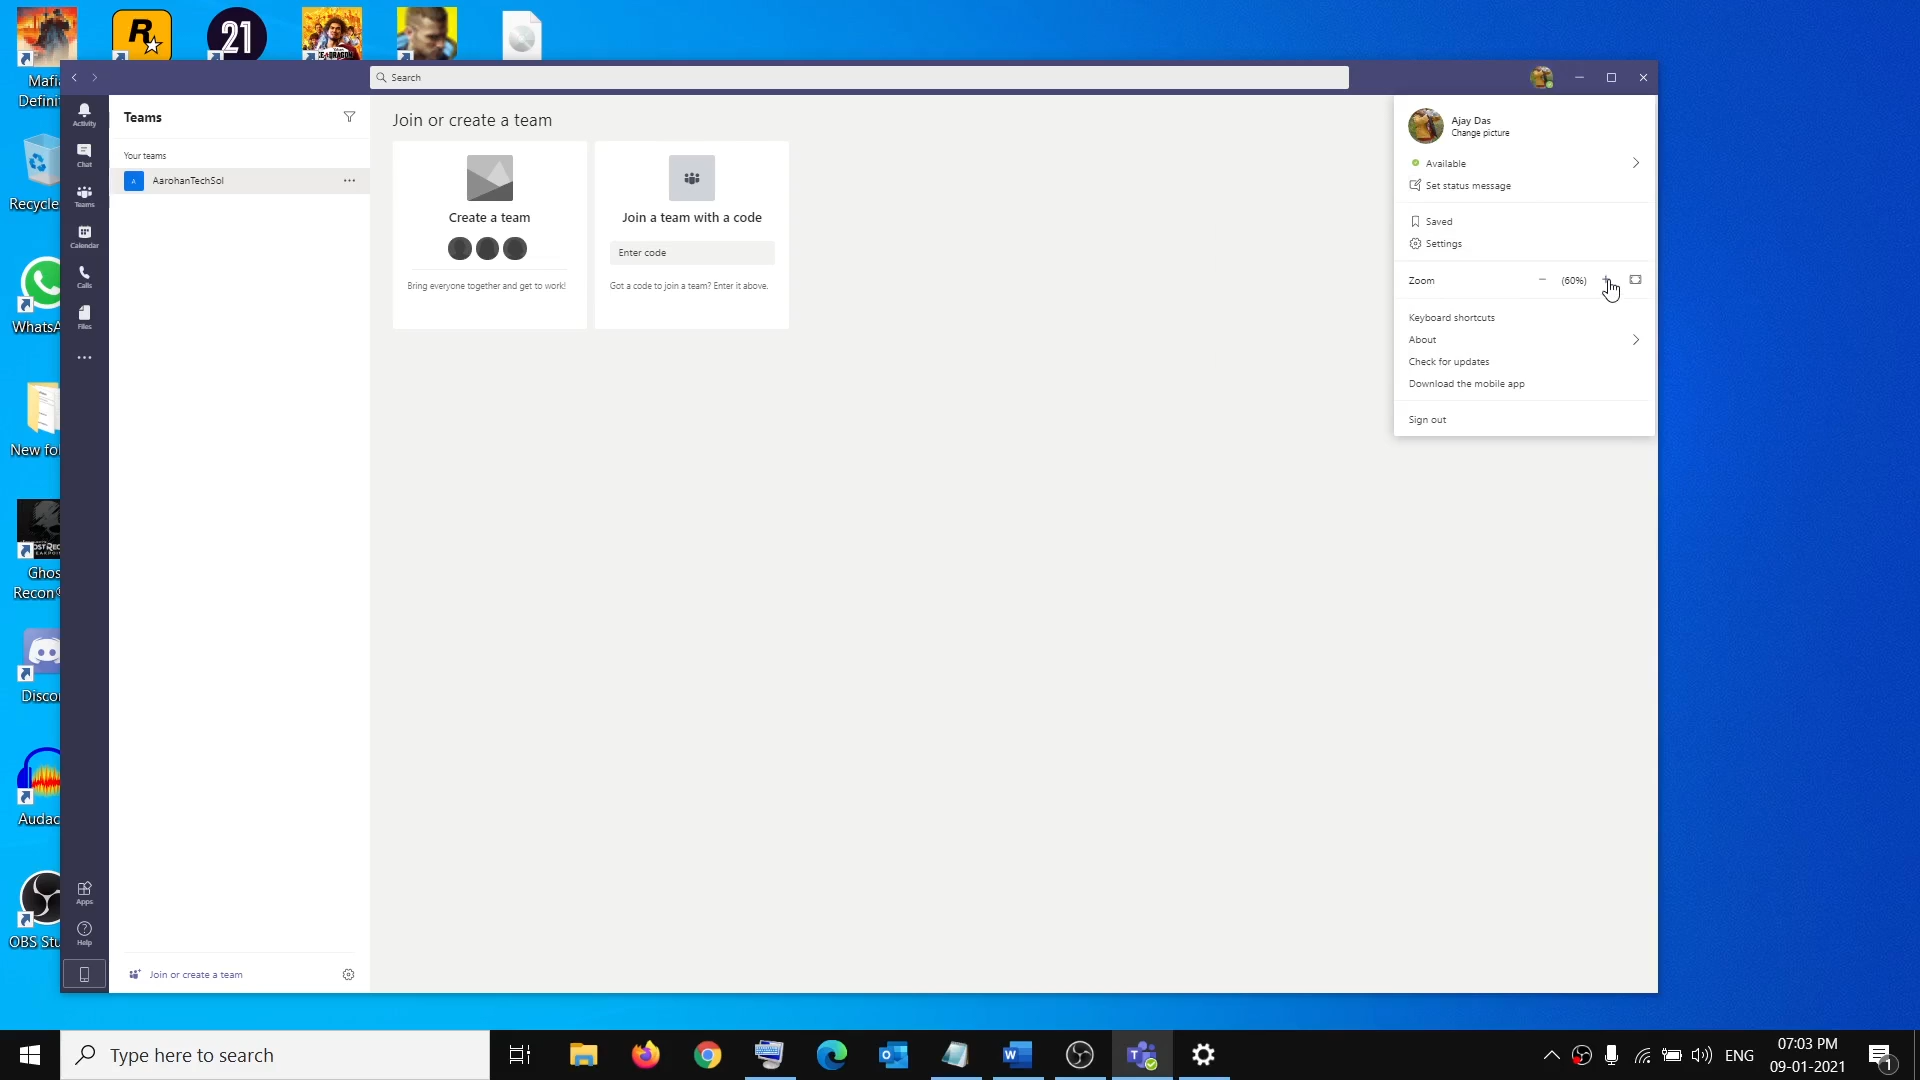 Mafi
Defini
Recycle
WhatsA
New fo
Ghos
Recon
Disco
Audac
OBS Stu
R
21
Search
Activity
Chat
Teams
Calendar
Calls
Files
Apps
Help
Teams
Your teams
A AarohanTechSol
Join or create a team
Join or create a team
Create a team
Bring everyone together and get to work!
Join a team with a code
Enter code
Got a code to join a team? Enter it above.
Ajay Das
Change picture
Available
Set status message
Saved
Settings
Zoom (60%)
Keyboard shortcuts
About
Check for updates
Download the mobile app
Sign out
Type here to search
ENG
07:03 PM
09-01-2021
1